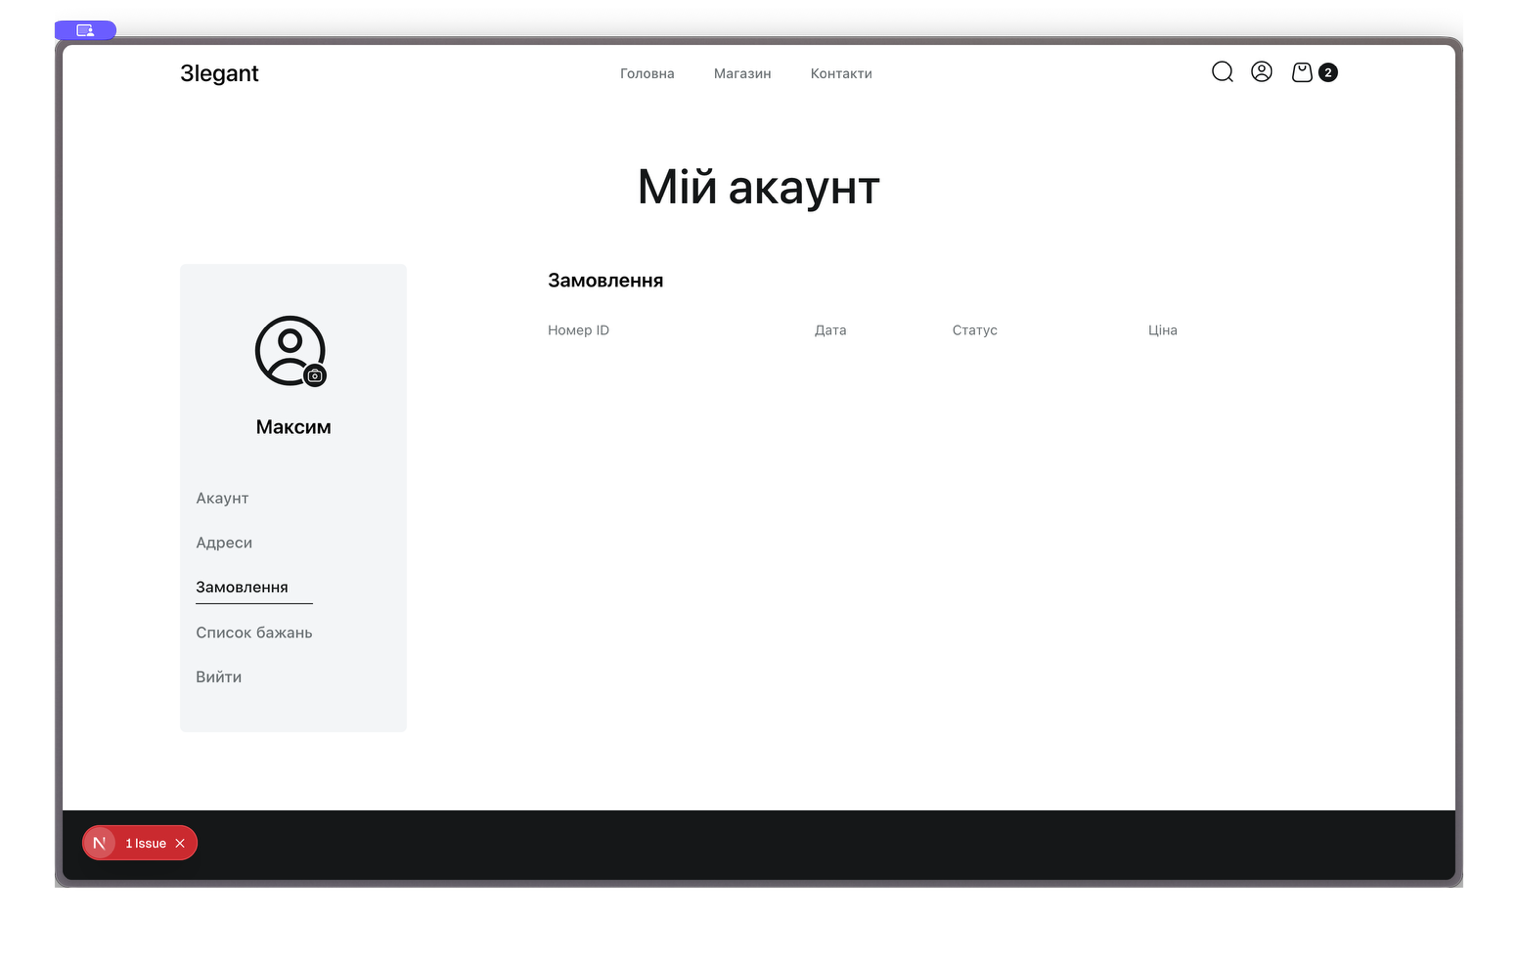 3legant
Головна Магазин Контакти
2
Мій акаунт
Максим
Акаунт
Адреси
Замовлення
Список бажань
Вийти
Замовлення
Номер ID Дата Статус Ціна
N 1 Issue